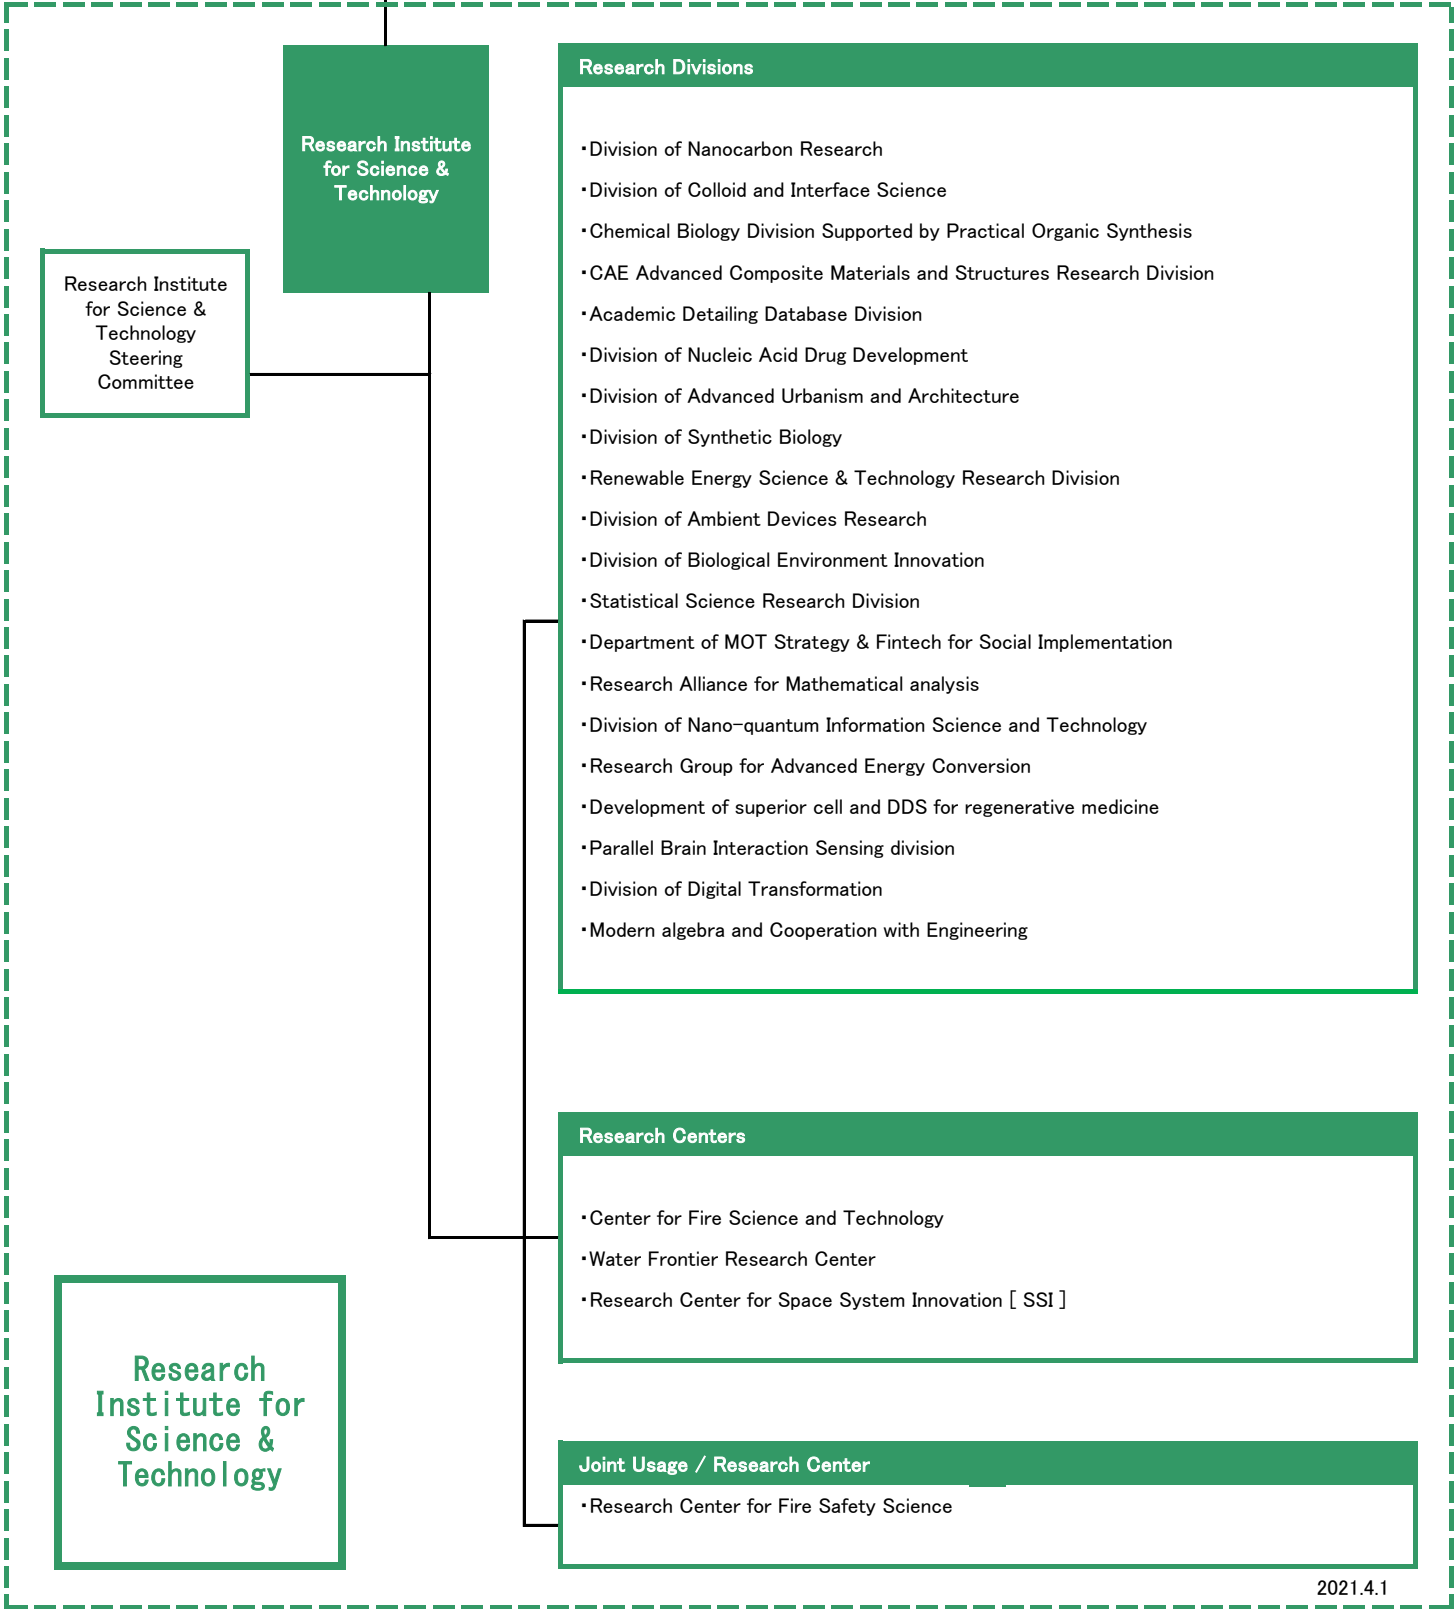 Research Institute
for Science &
Technology
Research Institute
for Science &
Technology
Steering
Committee
Research Divisions
・Division of Nanocarbon Research
・Division of Colloid and Interface Science
・Chemical Biology Division Supported by Practical Organic Synthesis
・CAE Advanced Composite Materials and Structures Research Division
・Academic Detailing Database Division
・Division of Nucleic Acid Drug Development
・Division of Advanced Urbanism and Architecture
・Division of Synthetic Biology
・Renewable Energy Science & Technology Research Division
・Division of Ambient Devices Research
・Division of Biological Environment Innovation
・Statistical Science Research Division
・Department of MOT Strategy & Fintech for Social Implementation
・Research Alliance for Mathematical analysis
・Division of Nano-quantum Information Science and Technology
・Research Group for Advanced Energy Conversion
・Development of superior cell and DDS for regenerative medicine
・Parallel Brain Interaction Sensing division
・Division of Digital Transformation
・Modern algebra and Cooperation with Engineering
Research Centers
・Center for Fire Science and Technology
・Water Frontier Research Center
・Research Center for Space System Innovation [ SSI ]
Research
Institute for
Science &
Technology
Joint Usage / Research Center
・Research Center for Fire Safety Science
2021.4.1